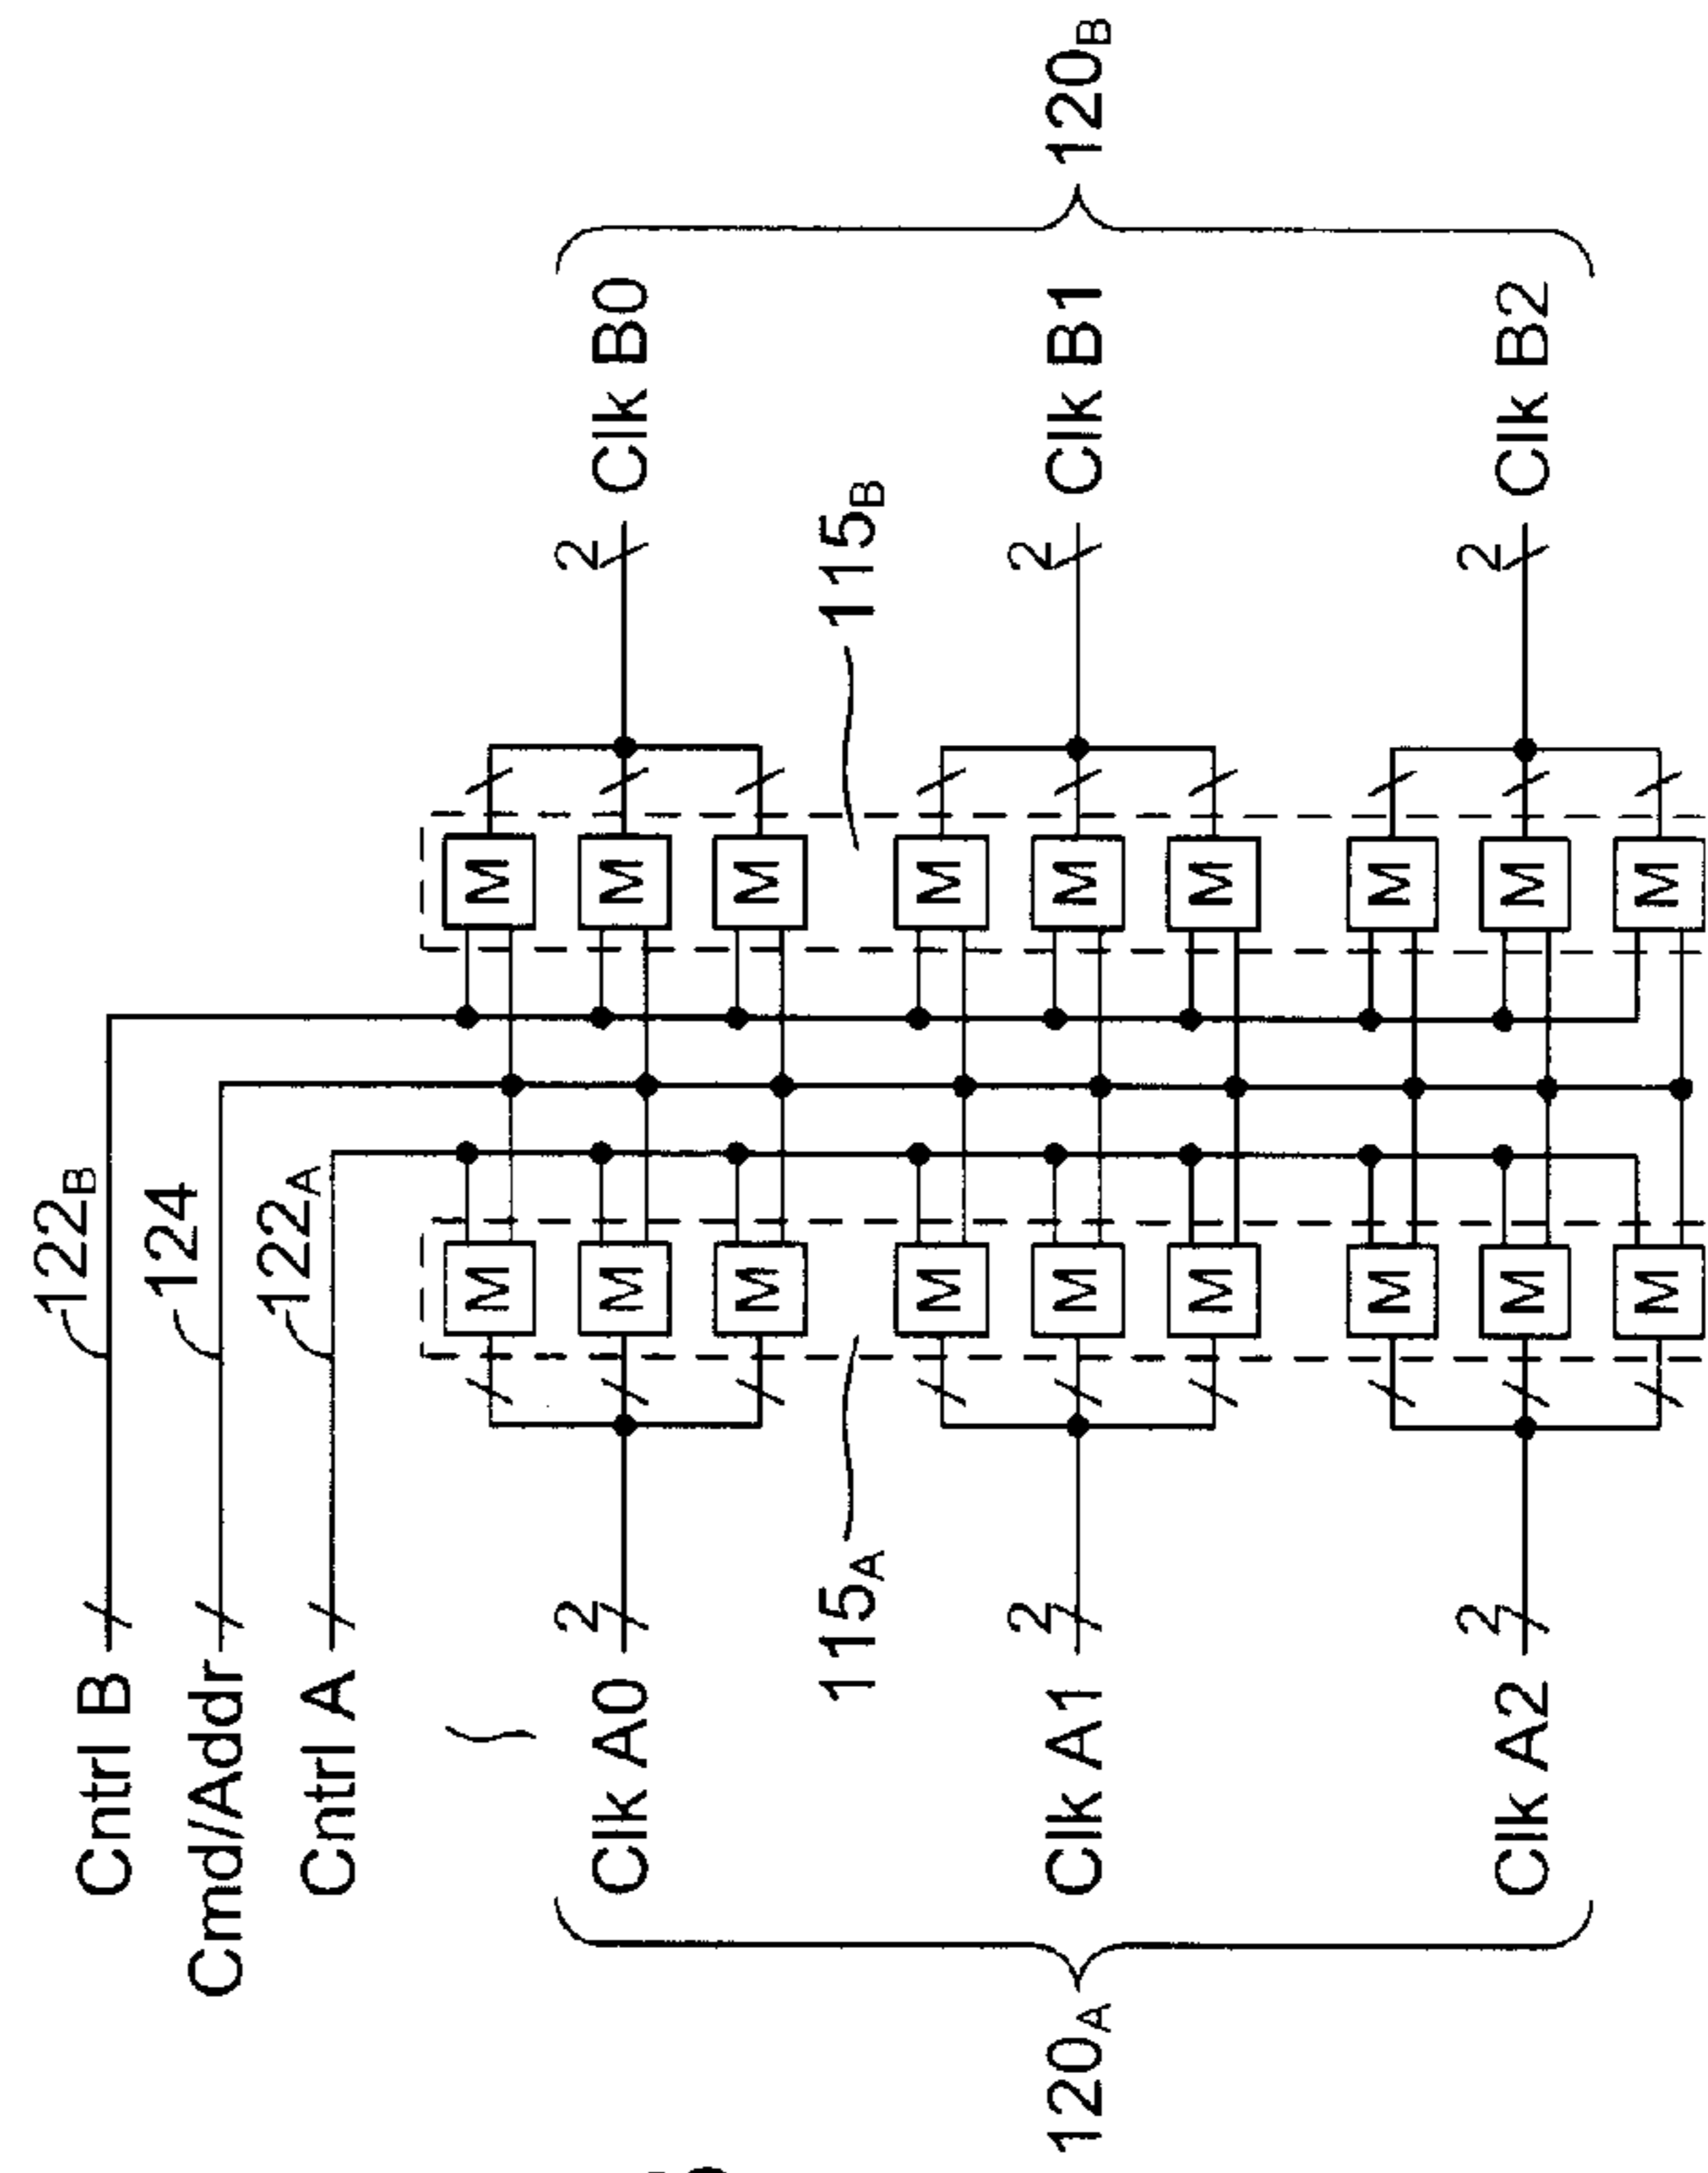 122B
Cntrl B
124
Cmd/Addr
122A
Cntrl A
M M
2 2
Clk A0 M M Clk B0
M M
115A 115B
M M
2 2
120A Clk A1 M M Clk B1 120B
M M
M M
2 2
Clk A2 M M Clk B2
M M